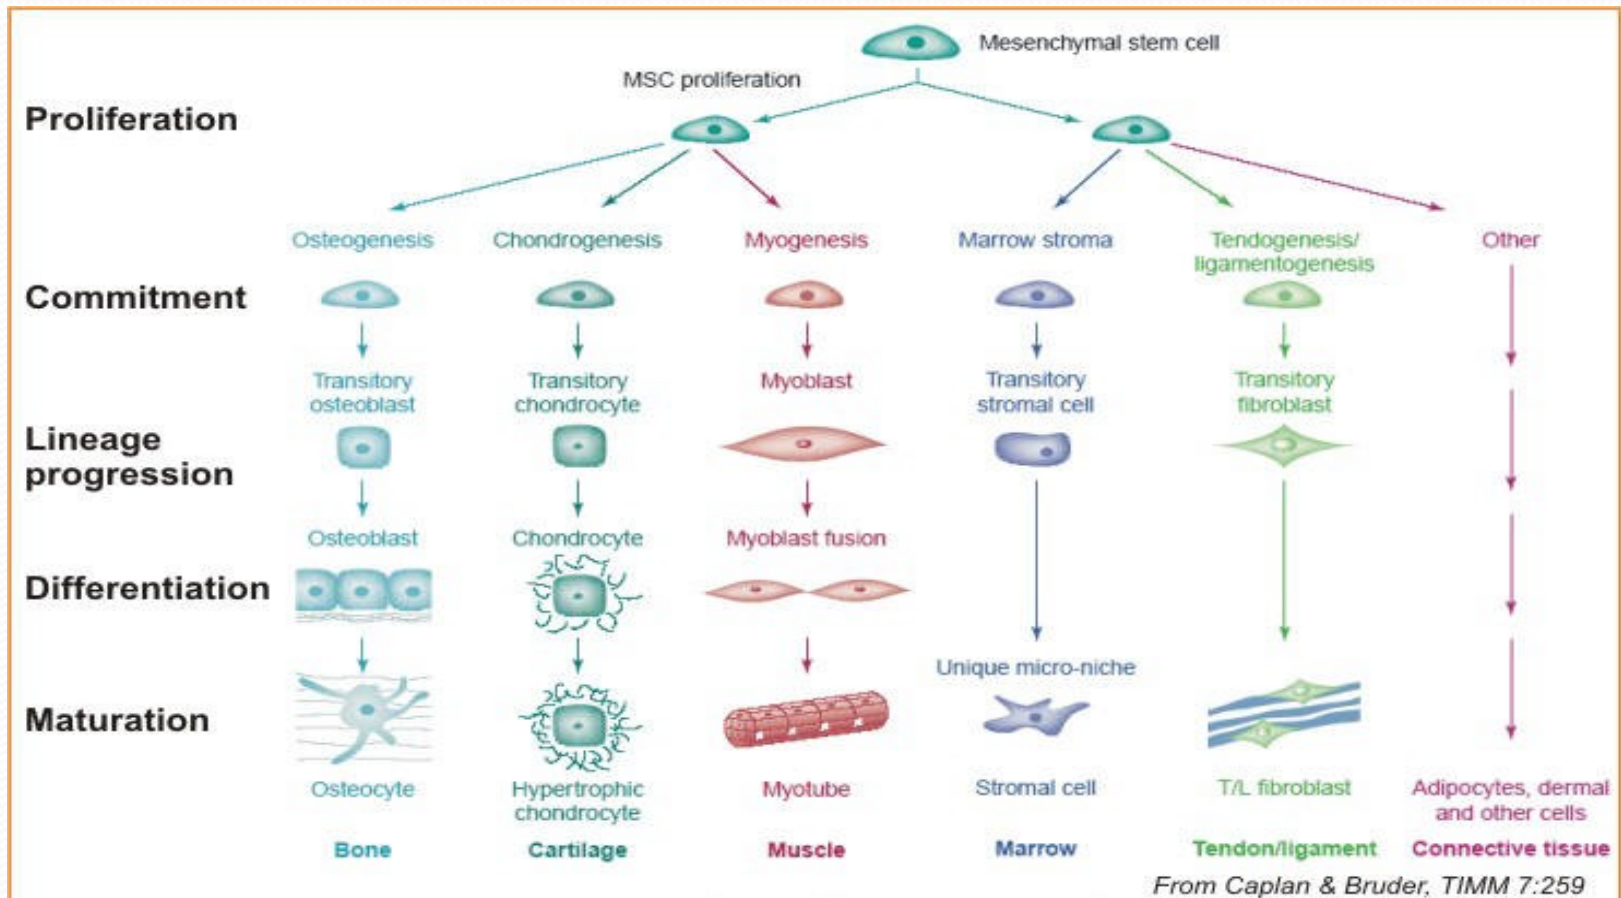 Mesenchymal stem cell
MSC proliferation
Proliferation
Osteogenesis
Chondrogenesis
Myogenesis
Marrow stroma
Tendogenesis/
ligamentogenesis
Other
Commitment
Transitory
osteoblast
Transitory
chondrocyte
Myoblast
Transitory
stromal cell
Transitory
fibroblast
Lineage
progression
Osteoblast
Chondrocyte
Myoblast fusion
Differentiation
Unique micro-niche
Maturation
Osteocyte
Hypertrophic
chondrocyte
Myotube
Stromal cell
T/L fibroblast
Adipocytes, dermal
and other cells
Bone
Cartilage
Muscle
Marrow
Tendon/ligament
Connective tissue
From Caplan & Bruder, TIMM 7:259